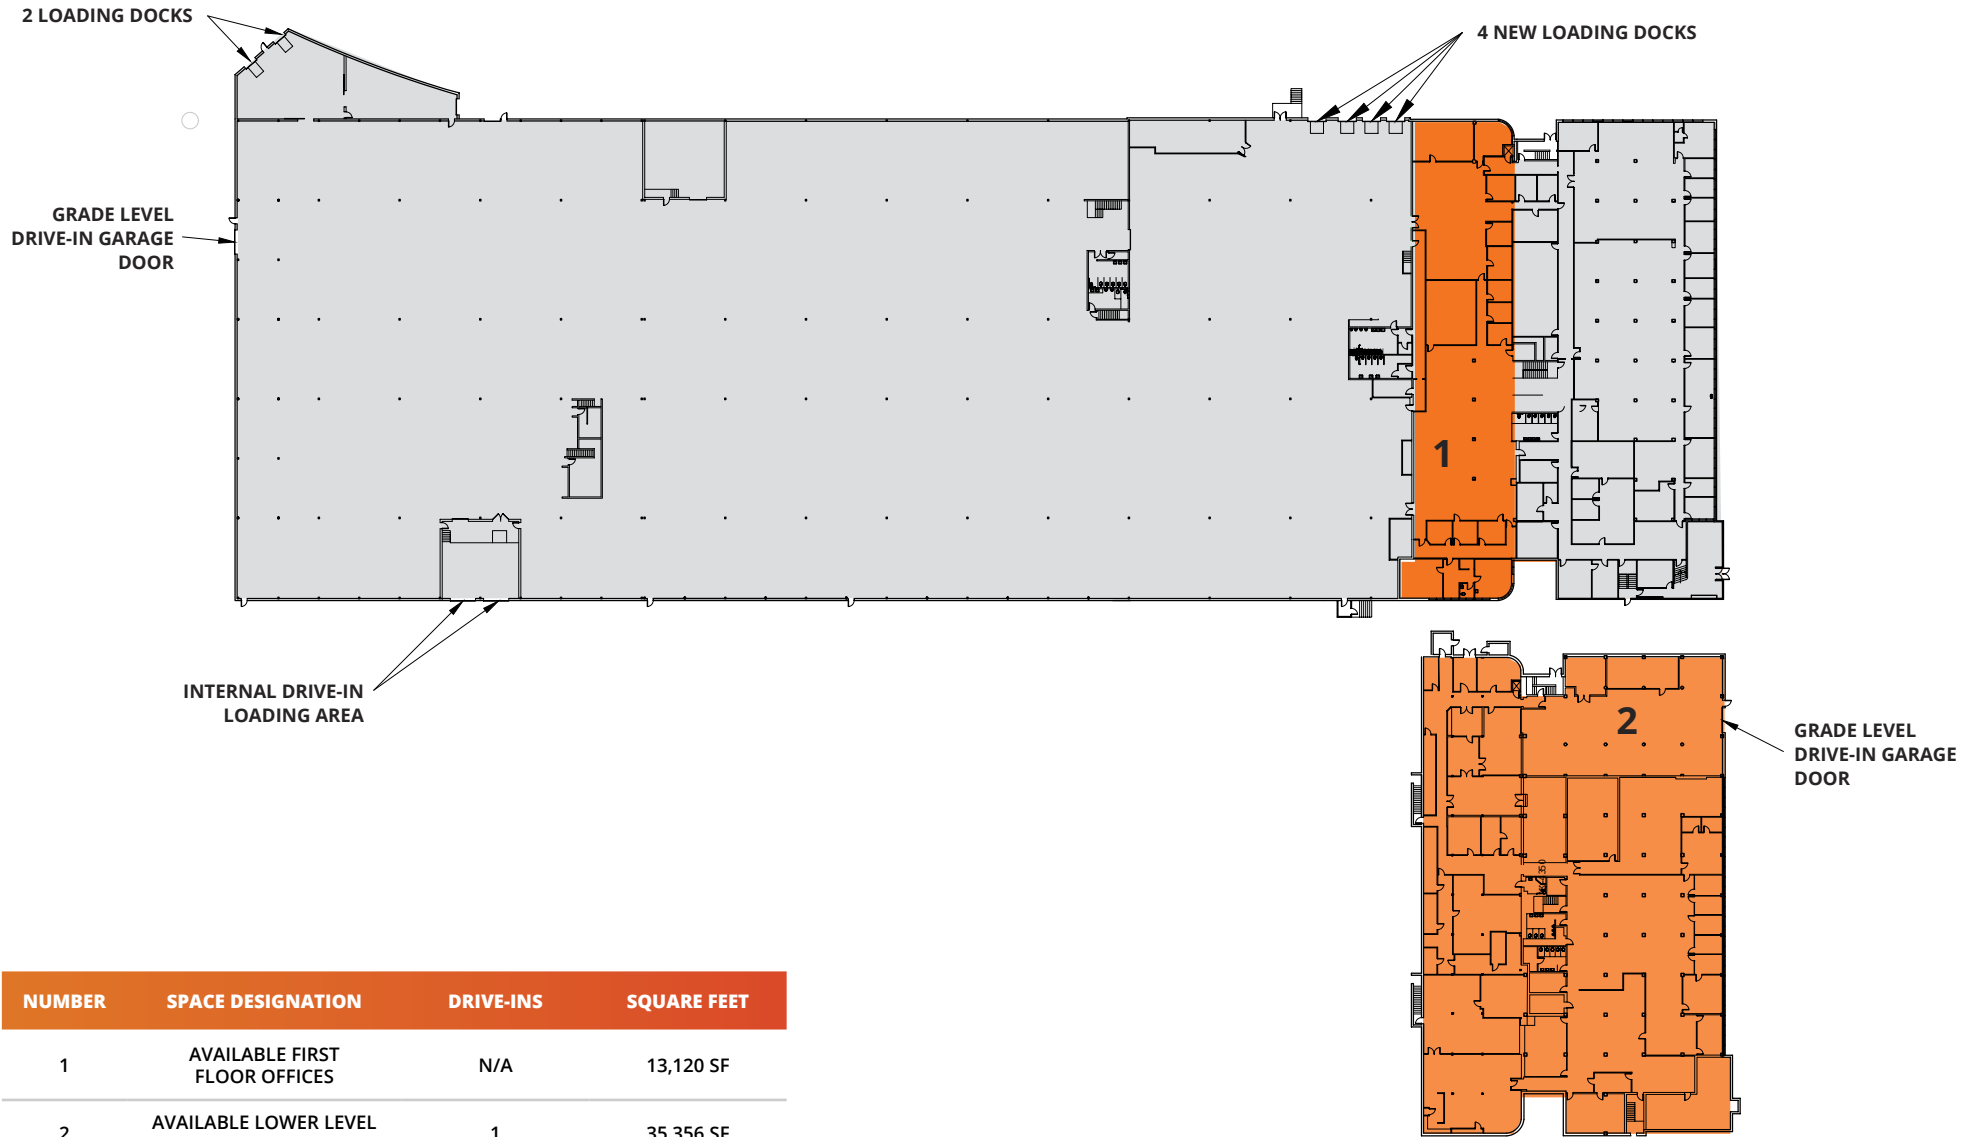 2 LOADING DOCKS
4 NEW LOADING DOCKS
GRADE LEVEL
DRIVE-IN GARAGE
DOOR
1
INTERNAL DRIVE-IN
LOADING AREA
2
GRADE LEVEL
DRIVE-IN GARAGE
DOOR
NUMBER SPACE DESIGNATION DRIVE-INS SQUARE FEET
1 AVAILABLE FIRST FLOOR OFFICES N/A 13,120 SF
2 AVAILABLE LOWER LEVEL 1 35,356 SF